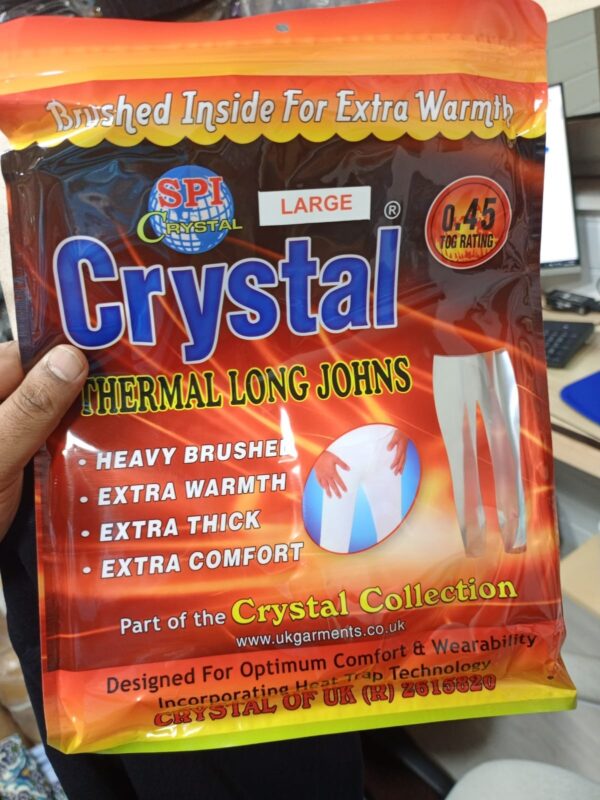 Brushed Inside For Extra Warmth
SPI
CRYSTAL
LARGE
®
0.45
TOG RATING
Crystal
THERMAL LONG JOHNS
• HEAVY BRUSHED
• EXTRA WARMTH
• EXTRA THICK
• EXTRA COMFORT
Part of the Crystal Collection
www.ukgarments.co.uk
Designed For Optimum Comfort & Wearability
Incorporating Heat Trap Technology
CRYSTAL OF UK (R) 2615820